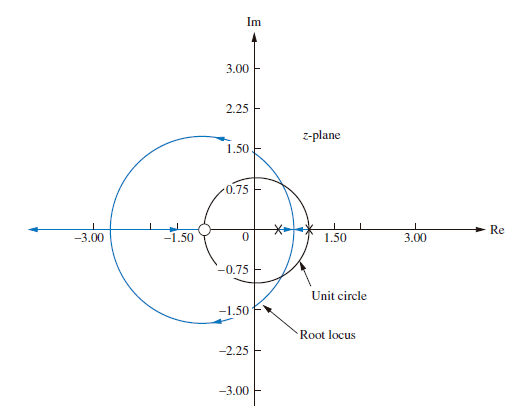 Im
3.00
2.25
z-plane
1.50
0.75
Re
−3.00
−1.50
0
1.50
3.00
−0.75
Unit circle
−1.50
Root locus
−2.25
−3.00